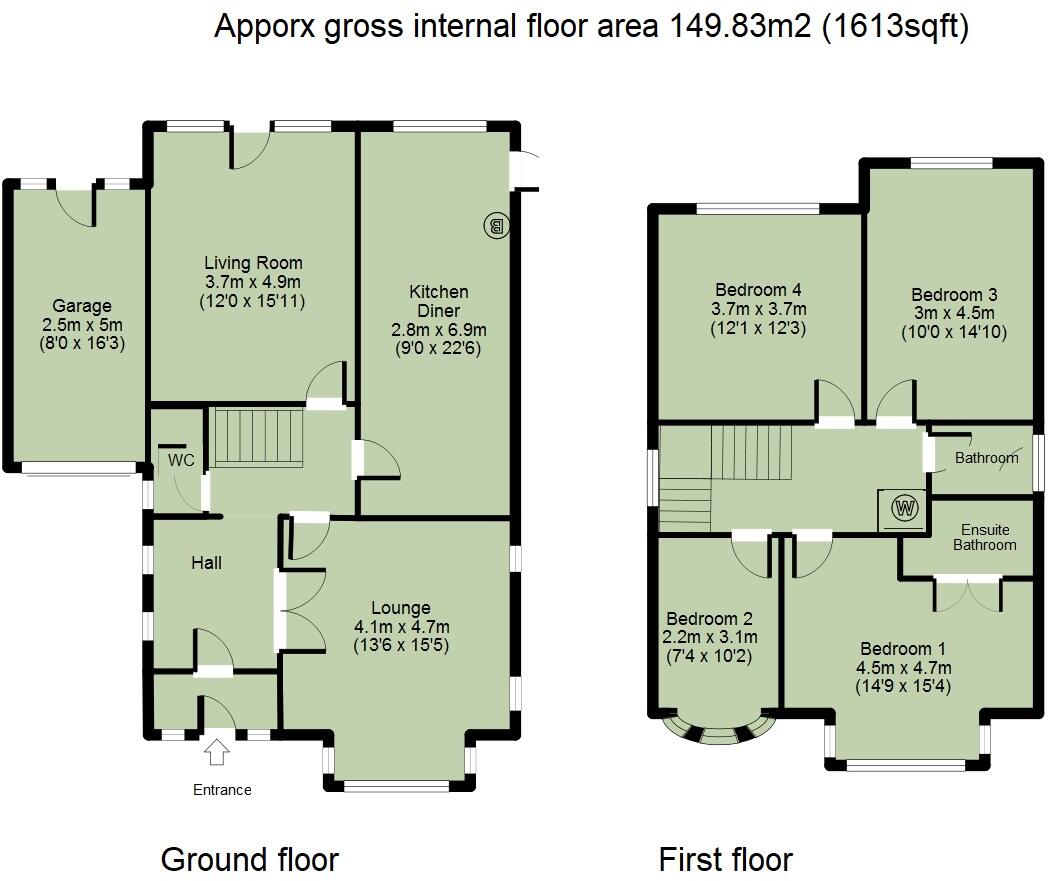 Apporx gross internal floor area 149.83m2 (1613sqft)
Living Room
3.7m x 4.9m
(12'0 x 15'11)
Garage
2.5m x 5m
(8'0 x 16'3)
Kitchen
Diner
2.8m x 6.9m
(9'0 x 22'6)
B
WC
Hall
Lounge
4.1m x 4.7m
(13'6 x 15'5)
Entrance
Ground floor
Bedroom 4
3.7m x 3.7m
(12'1 x 12'3)
Bedroom 3
3m x 4.5m
(10'0 x 14'10)
Bathroom
W
Ensuite
Bathroom
Bedroom 2
2.2m x 3.1m
(7'4 x 10'2)
Bedroom 1
4.5m x 4.7m
(14'9 x 15'4)
First floor